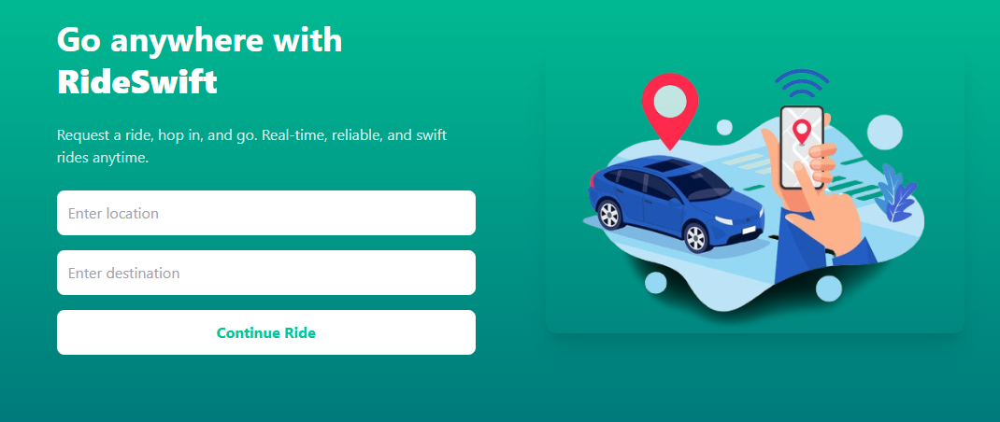 Go anywhere with
RideSwift
Request a ride, hop in, and go. Real-time, reliable, and swift
rides anytime.
Enter location
Enter destination
Continue Ride